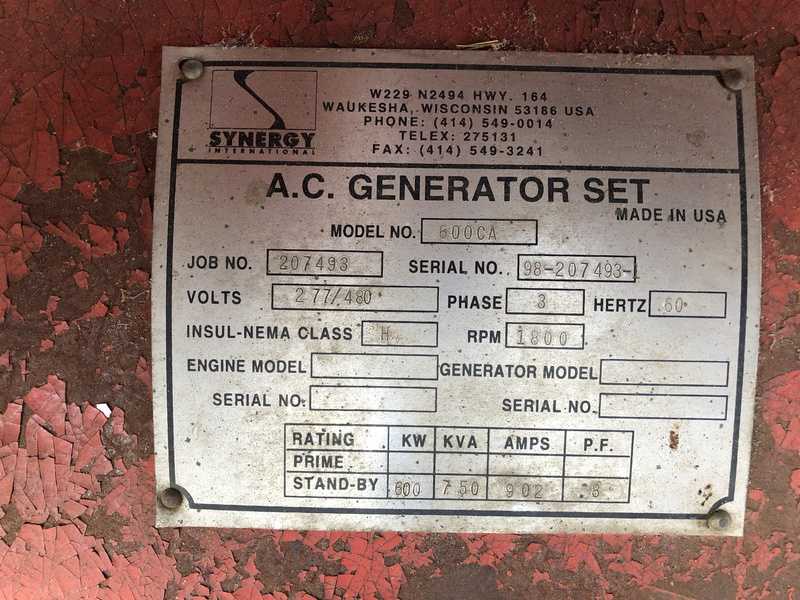 W229 N2494 HWY. 164
WAUKESHA, WISCONSIN 53186 USA
PHONE: (414) 549-0014
TELEX: 275131
FAX: (414) 549-3241
SYNERGY
INTERNATIONAL
A.C. GENERATOR SET
MADE IN USA
MODEL NO. 600CA
JOB NO. 207493 SERIAL NO. 98-207493-1
VOLTS 277/480 PHASE 3 HERTZ 60
INSUL-NEMA CLASS H RPM 1800
ENGINE MODEL GENERATOR MODEL
SERIAL NO. SERIAL NO.
RATING KW KVA AMPS P.F.
PRIME
STAND-BY 600 750 902 .8